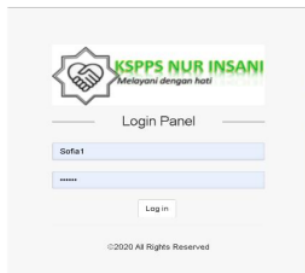 KSPPS NUR INSANI
Melayani dengan hati
Login Panel
Sofia1
••••••
Log in
©2020 All Rights Reserved